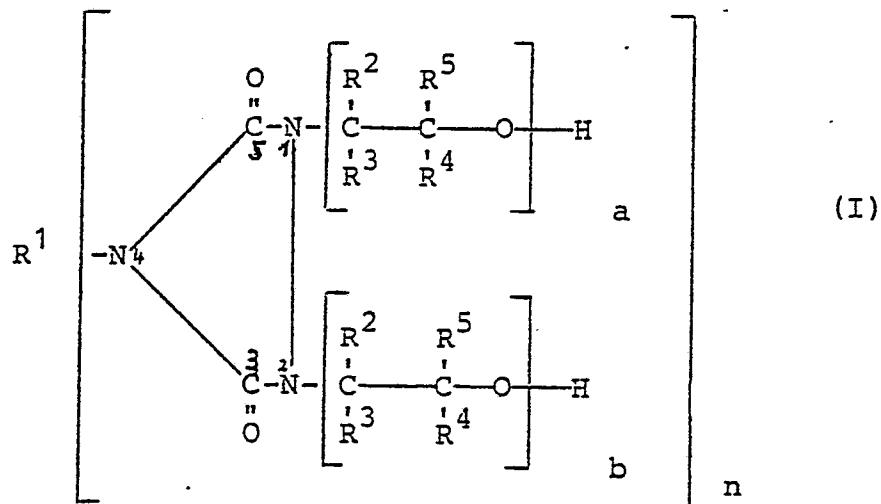 O R² R⁵
" ' '
C-N-C-C-O-H
5 1 ' '
R³ R⁴
a
(I)
R¹ -N4
R² R⁵
3 2 ' '
C-N-C-C-O-H
" ' '
O R³ R⁴
b
n